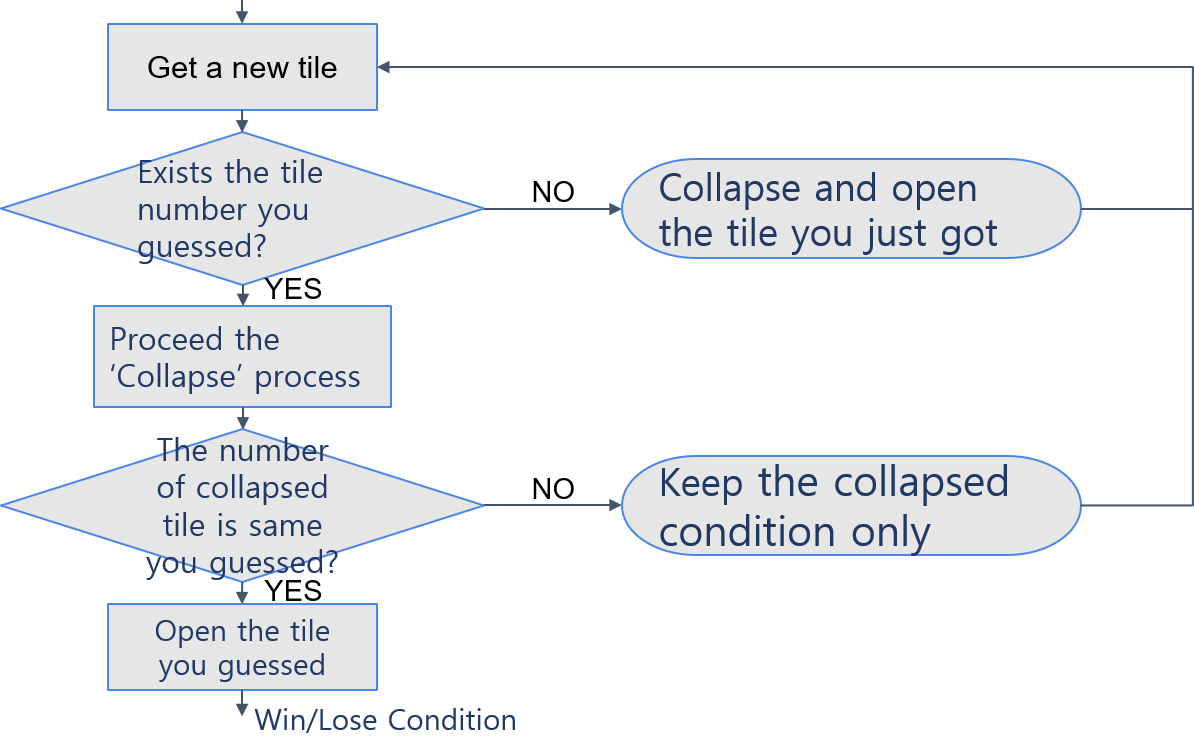 Get a new tile
Exists the tile
number you
guessed?
NO
Collapse and open
the tile you just got
YES
Proceed the
‘Collapse’ process
The number
of collapsed
tile is same
you guessed?
NO
Keep the collapsed
condition only
YES
Open the tile
you guessed
Win/Lose Condition